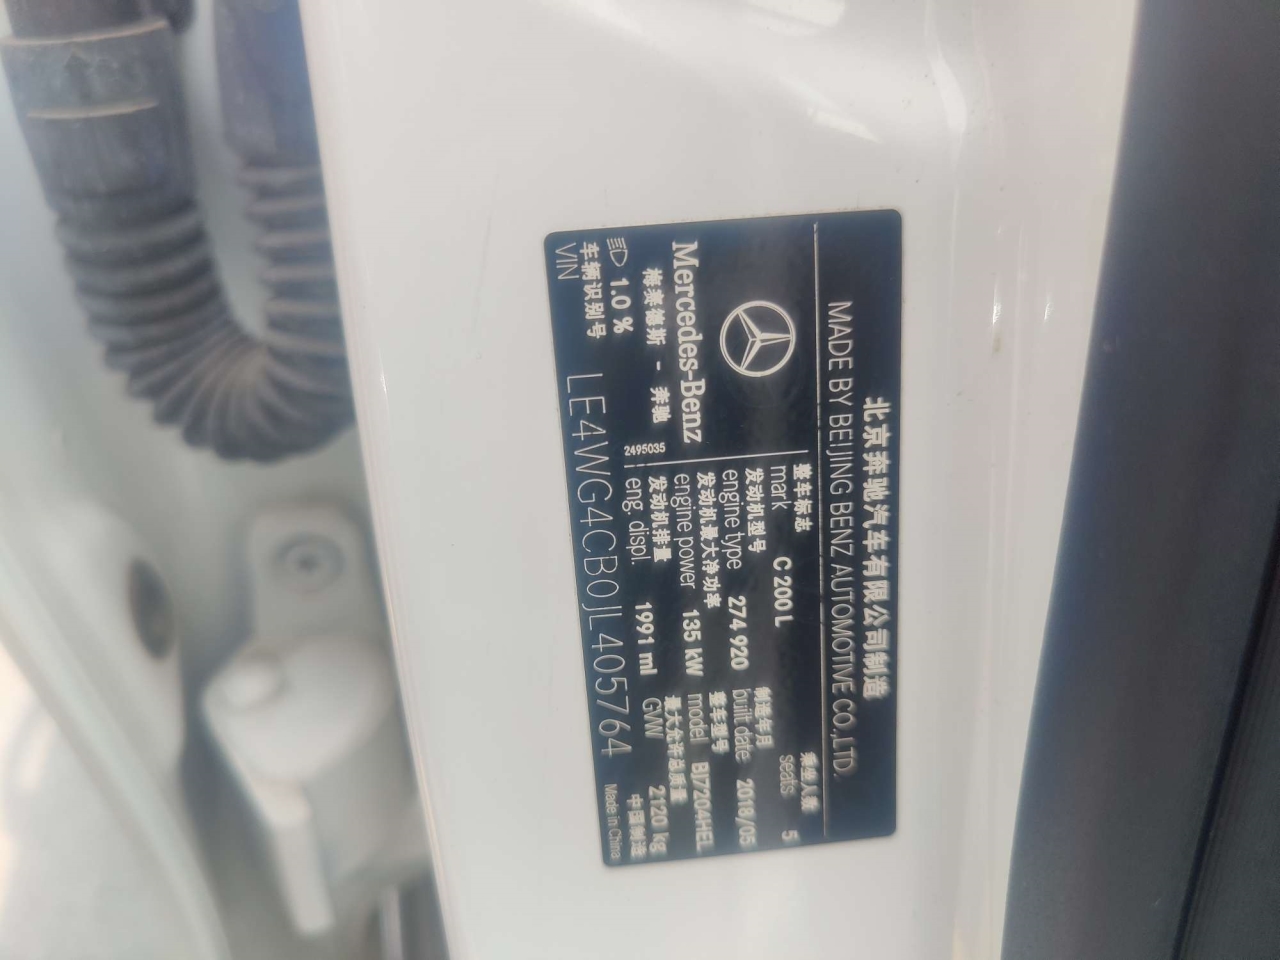 北京奔驰汽车有限公司制造
MADE BY BEIJING BENZ AUTOMOTIVE CO.,LTD.
Mercedes-Benz
梅赛德斯 - 奔驰
1.0 %
2495035
整车标志
mark C 200 L
乘坐人数
seats 5
发动机型号
engine type 274 920
制造年月
built date 2018/05
发动机最大净功率
engine power 135 kW
整车型号
model BJ7204HEL
发动机排量
eng. displ. 1991 ml
最大允许总质量
GVW 2120 kg
车辆识别号
VIN LE4WG4CB0JL405764
中国制造
Made in China